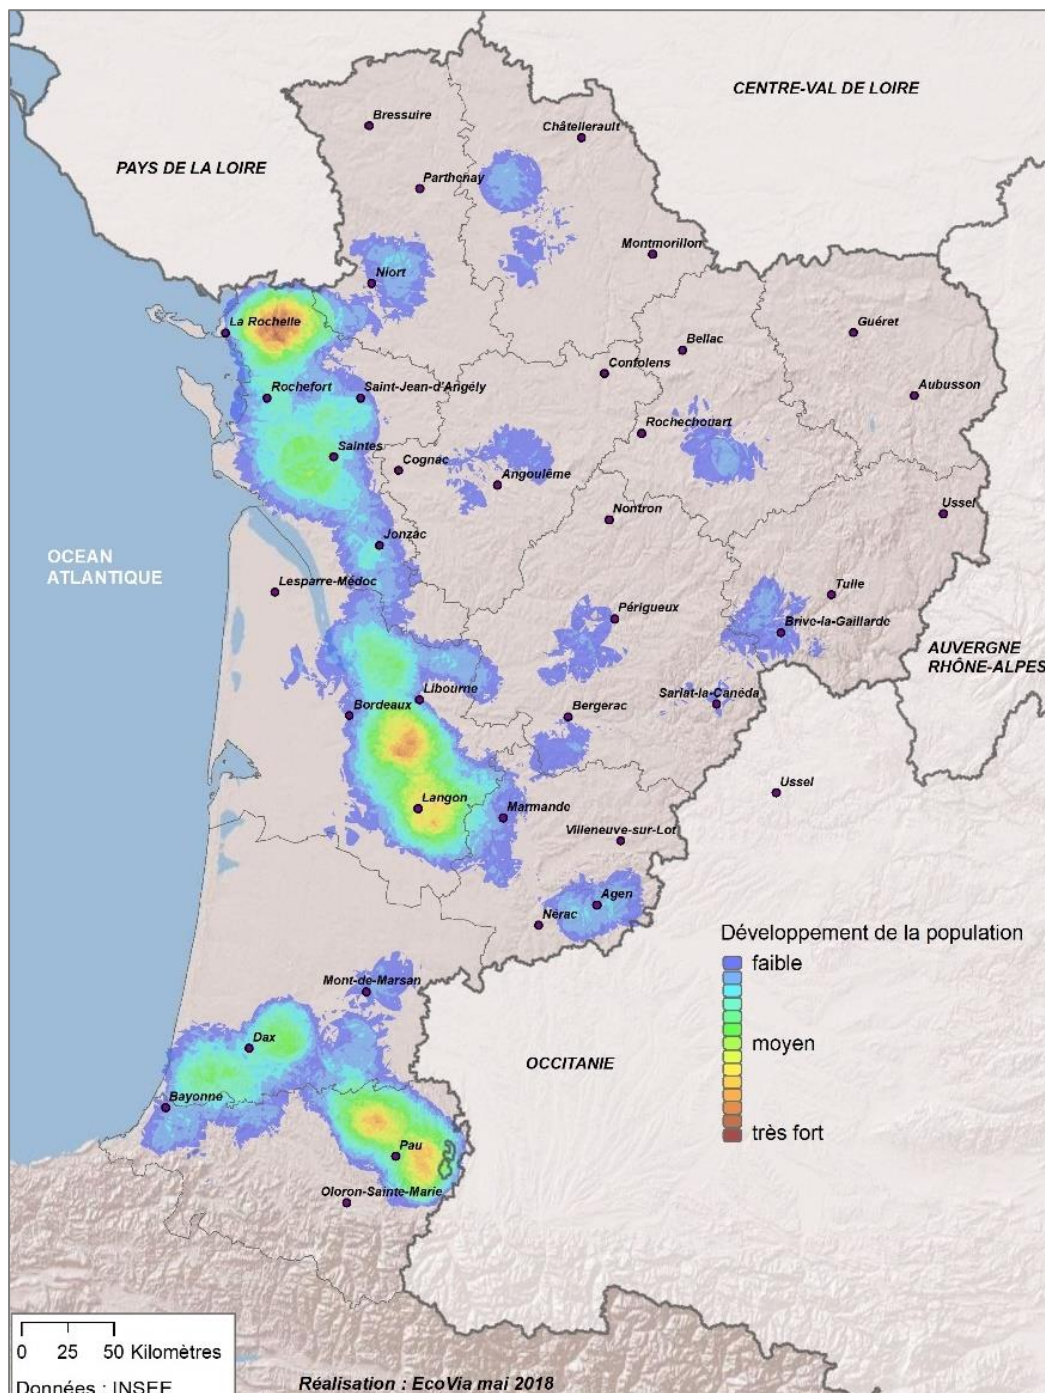 CENTRE-VAL DE LOIRE
Bressuire
Châtellerault
PAYS DE LA LOIRE
Parthenay
Montmorillon
Niort
La Rochelle
Guéret
Bellac
Confolens
Rochefort
Saint-Jean-d'Angély
Aubusson
Rochechouart
Saintes
Cognac
Angoulême
Nontron
Ussel
Jonzac
OCEAN
ATLANTIQUE
Lesparre-Médoc
Tulle
Périgueux
Brive-la-Gaillarde
AUVERGNE
RHÔNE-ALPES
Libourne
Sarlat-la-Canéda
Bordeaux
Bergerac
Ussel
Langon
Marmande
Villeneuve-sur-Lot
Agen
Nérac
Développement de la population
faible
Mont-de-Marsan
Dax
moyen
OCCITANIE
Bayonne
très fort
Pau
Oloron-Sainte-Marie
0 25 50 Kilomètres
Données : INSEE
Réalisation : EcoVia mai 2018